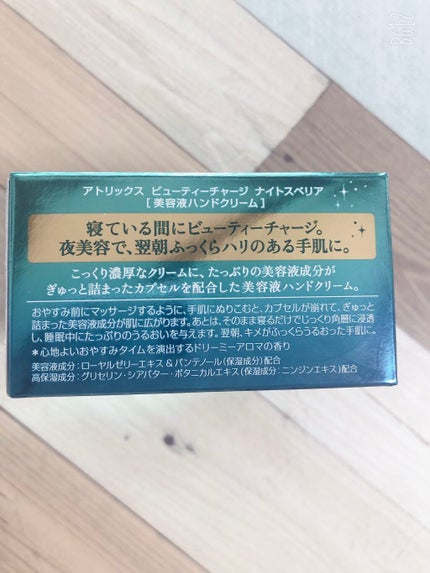 B612
アトリックス ビューティーチャージ ナイトスペリア
[美容液ハンドクリーム]
寝ている間にビューティーチャージ。
夜美容で、翌朝ふっくらハリのある手肌に。
こっくり濃厚なクリームに、たっぷりの美容液成分が
ぎゅっと詰まったカプセルを配合した美容液ハンドクリーム。
おやすみ前にマッサージするように、手肌にぬりこむと、カプセルが崩れて、ぎゅっと
詰まった美容液成分が肌に広がります。あとは、そのまま寝るだけでじっくり角層に浸透
し、睡眠中にたっぷりのうるおいを与えます。翌朝、キメがふっくらうるおった手肌に。
＊心地よいおやすみタイムを演出するドリーミーアロマの香り
美容液成分：ローヤルゼリーエキス＆パンテノール(保湿成分)配合
高保湿成分：グリセリン・シアバター・ボタニカルエキス(保湿成分：ニンジンエキス)配合